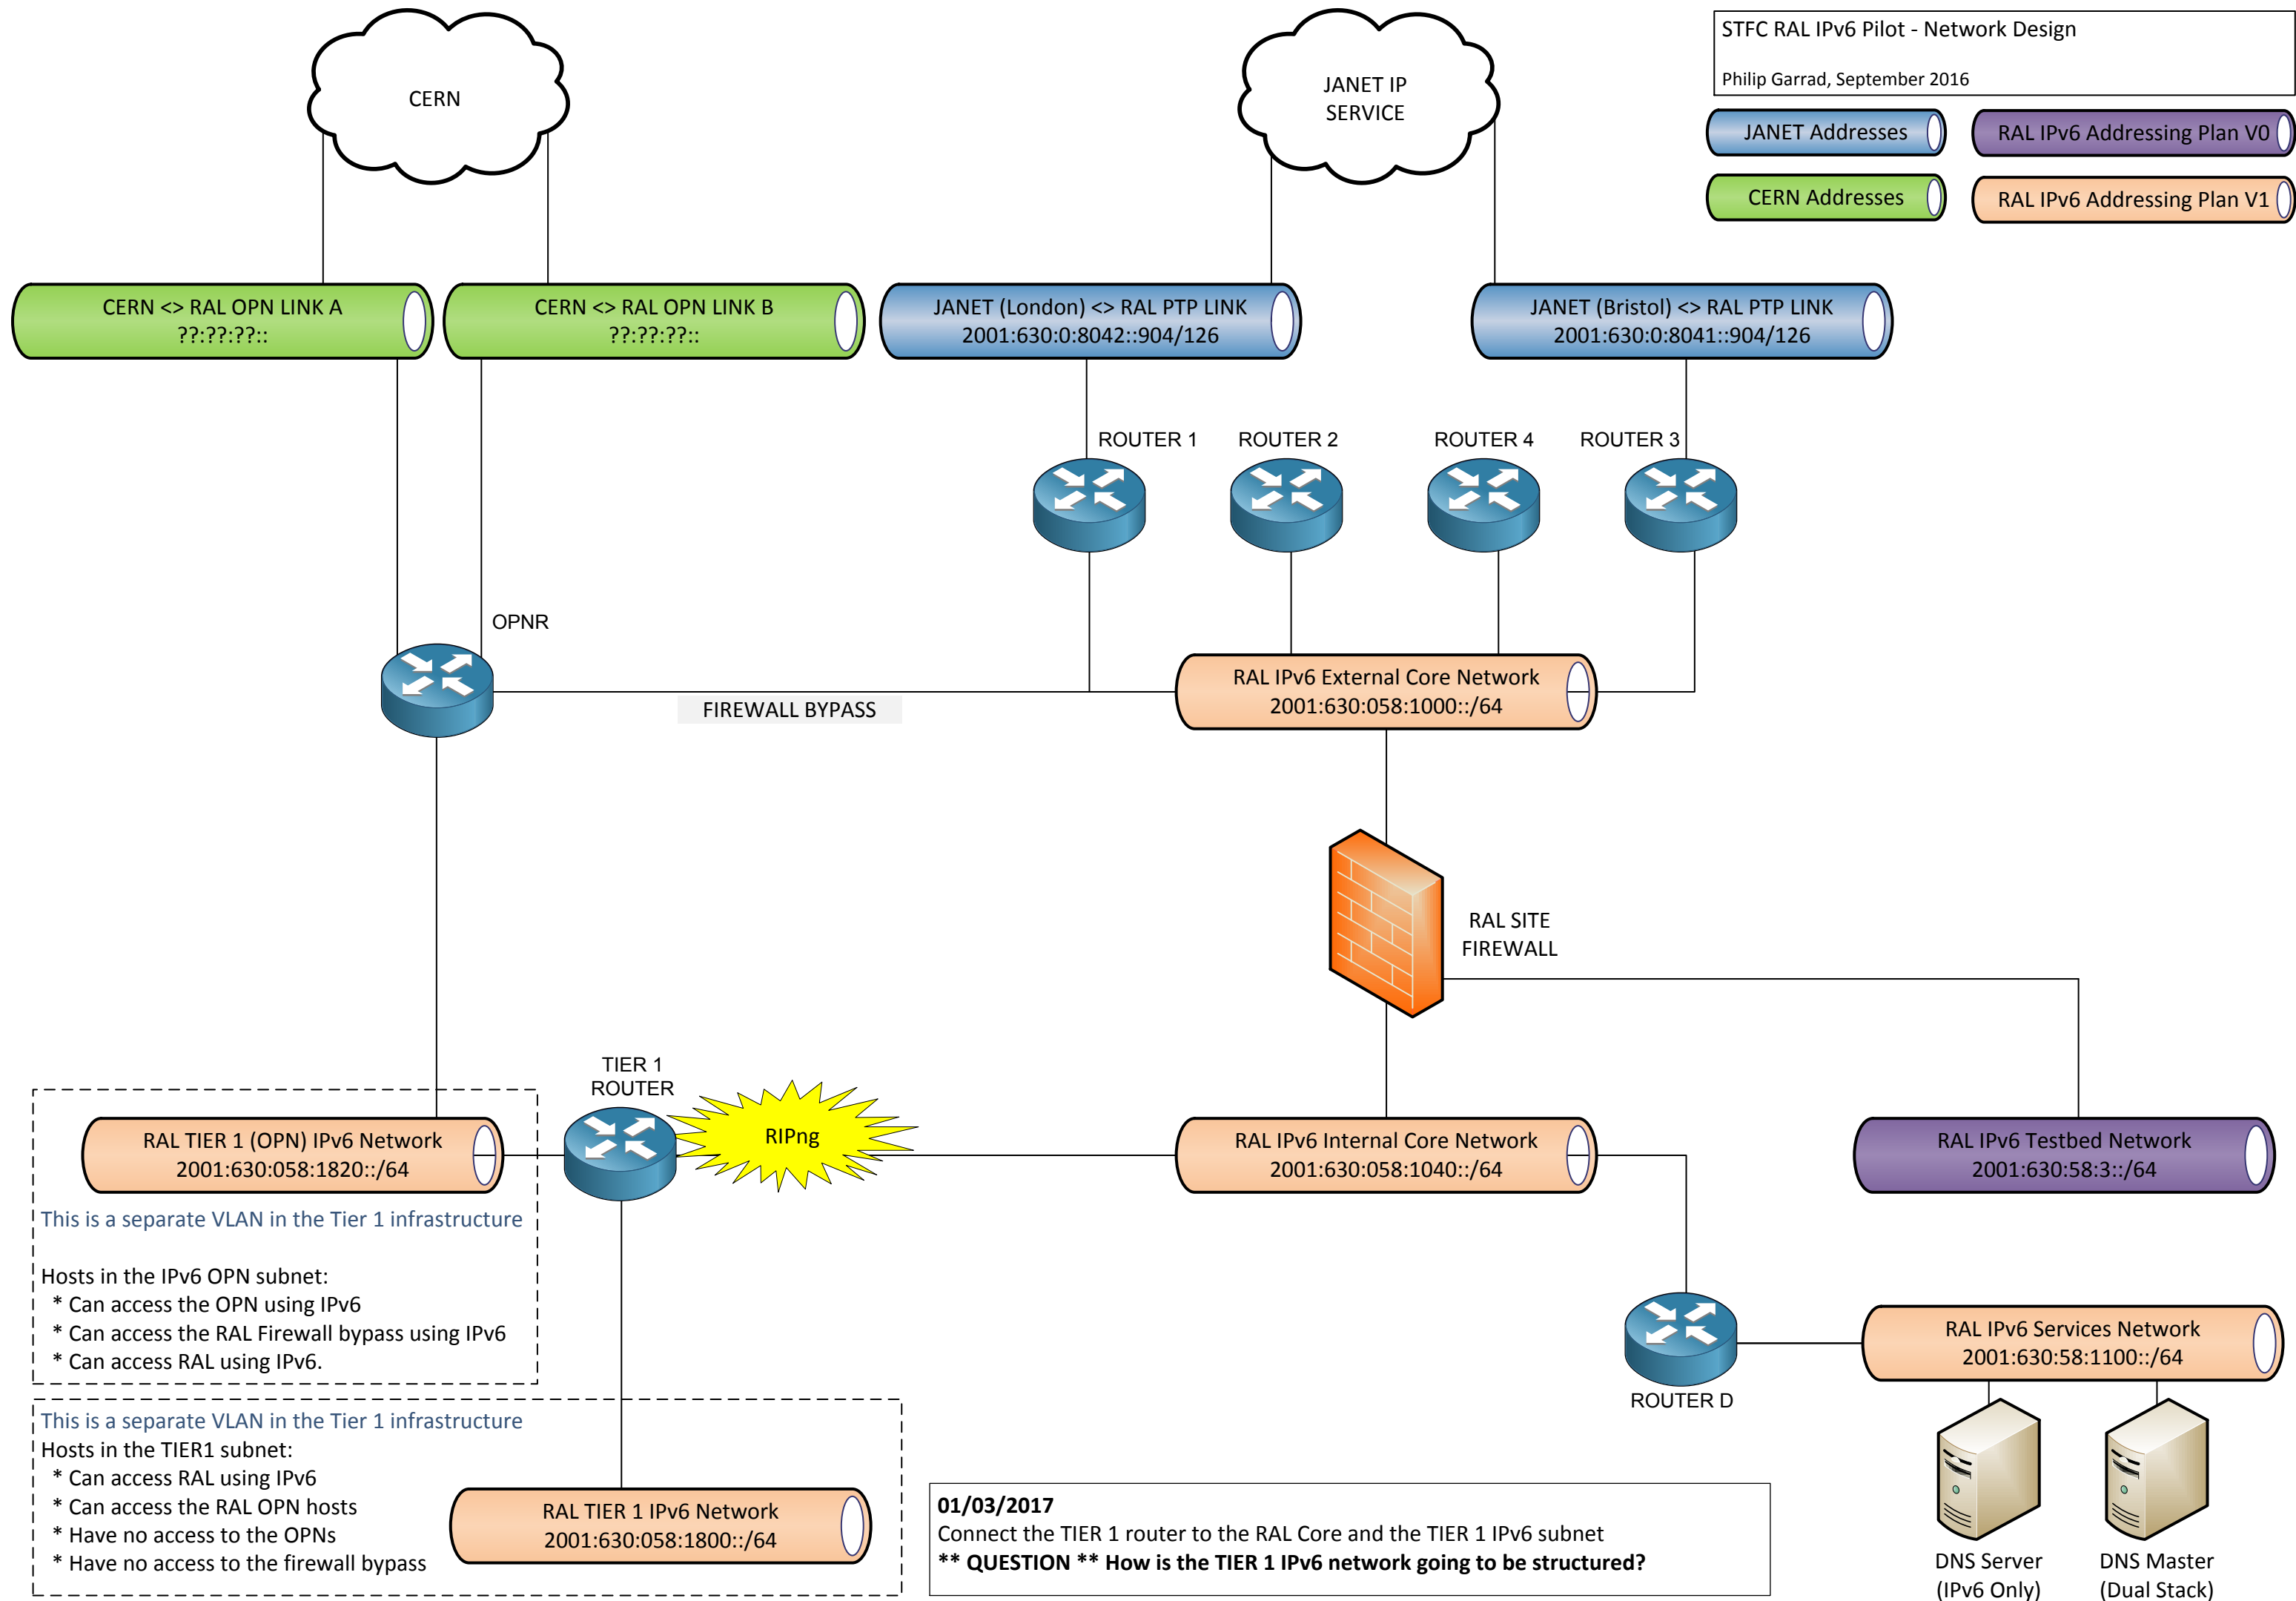 CERN
JANET IP
SERVICE
STFC RAL IPv6 Pilot - Network Design
Philip Garrad, September 2016
JANET Addresses
RAL IPv6 Addressing Plan V0
CERN Addresses
RAL IPv6 Addressing Plan V1
CERN <> RAL OPN LINK A
??:??:??::
CERN <> RAL OPN LINK B
??:??:??::
JANET (London) <> RAL PTP LINK
2001:630:0:8042::904/126
JANET (Bristol) <> RAL PTP LINK
2001:630:0:8041::904/126
ROUTER 1
ROUTER 2
ROUTER 4
ROUTER 3
OPNR
FIREWALL BYPASS
RAL IPv6 External Core Network
2001:630:058:1000::/64
RAL SITE
FIREWALL
TIER 1
ROUTER
RIPng
RAL TIER 1 (OPN) IPv6 Network
2001:630:058:1820::/64
RAL IPv6 Internal Core Network
2001:630:058:1040::/64
RAL IPv6 Testbed Network
2001:630:58:3::/64
This is a separate VLAN in the Tier 1 infrastructure
Hosts in the IPv6 OPN subnet:
* Can access the OPN using IPv6
* Can access the RAL Firewall bypass using IPv6
* Can access RAL using IPv6.
RAL IPv6 Services Network
2001:630:58:1100::/64
ROUTER D
This is a separate VLAN in the Tier 1 infrastructure
Hosts in the TIER1 subnet:
* Can access RAL using IPv6
* Can access the RAL OPN hosts
* Have no access to the OPNs
* Have no access to the firewall bypass
RAL TIER 1 IPv6 Network
2001:630:058:1800::/64
01/03/2017
Connect the TIER 1 router to the RAL Core and the TIER 1 IPv6 subnet
** QUESTION ** How is the TIER 1 IPv6 network going to be structured?
DNS Server
(IPv6 Only)
DNS Master
(Dual Stack)